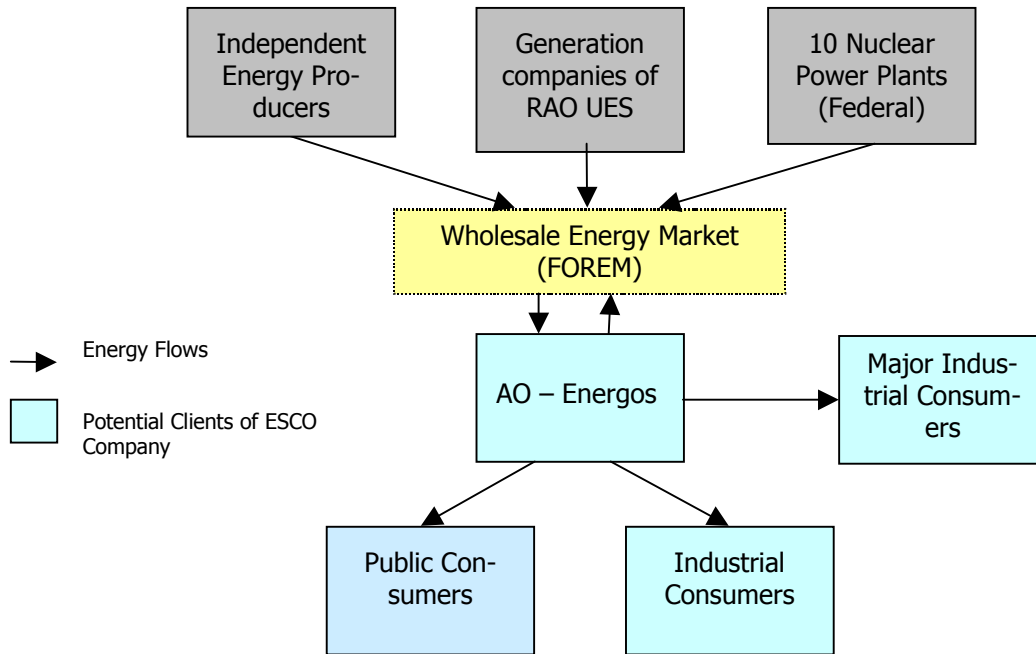 Independent
Energy Pro-
ducers
Generation
companies of
RAO UES
10 Nuclear
Power Plants
(Federal)
Wholesale Energy Market
(FOREM)
Energy Flows
Potential Clients of ESCO
Company
AO – Energos
Major Indus-
trial Consum-
ers
Public Con-
sumers
Industrial
Consumers